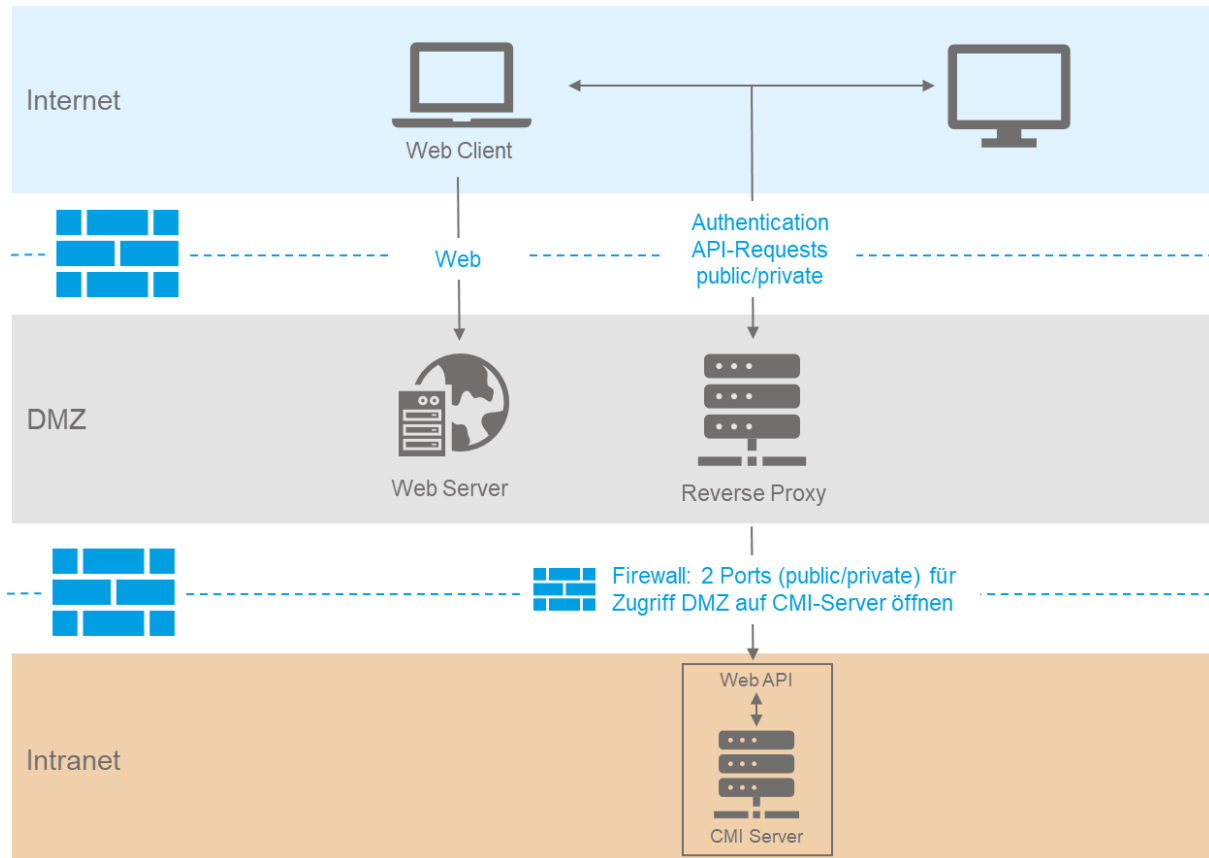 Internet
Web Client
Web
Authentication
API-Requests
public/private
DMZ
Web Server
Reverse Proxy
Firewall: 2 Ports (public/private) für
Zugriff DMZ auf CMI-Server öffnen
Intranet
Web API
CMI Server